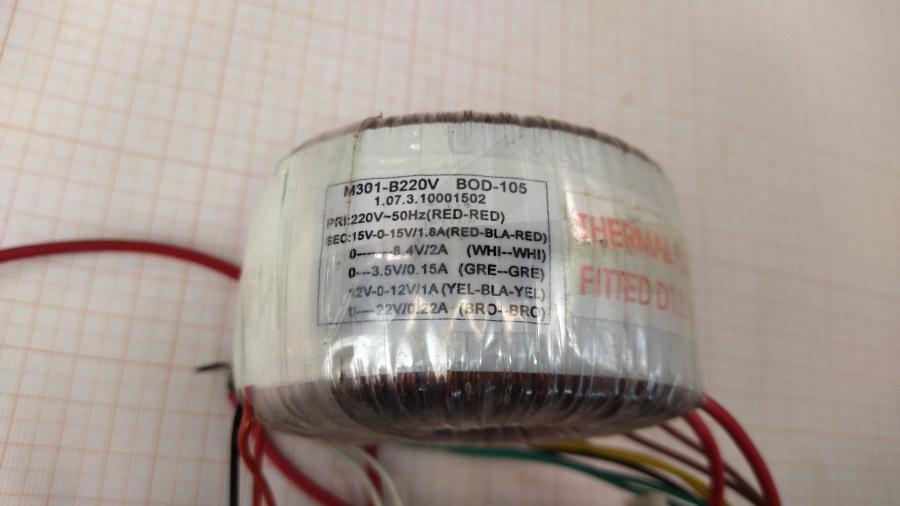 M301-B220V BOD-105
1.07.3.10001502
PRI:220V~50Hz(RED-RED)
SEC:15V-0-15V/1.8A(RED-BLA-RED)
0-------8.4V/2A (WHI--WHI)
0---3.5V/0.15A (GRE--GRE)
12V-0-12V/1A(YEL-BLA-YEL)
0----22V/0.22A (BRO--BRO)
THERMAL
FITTED